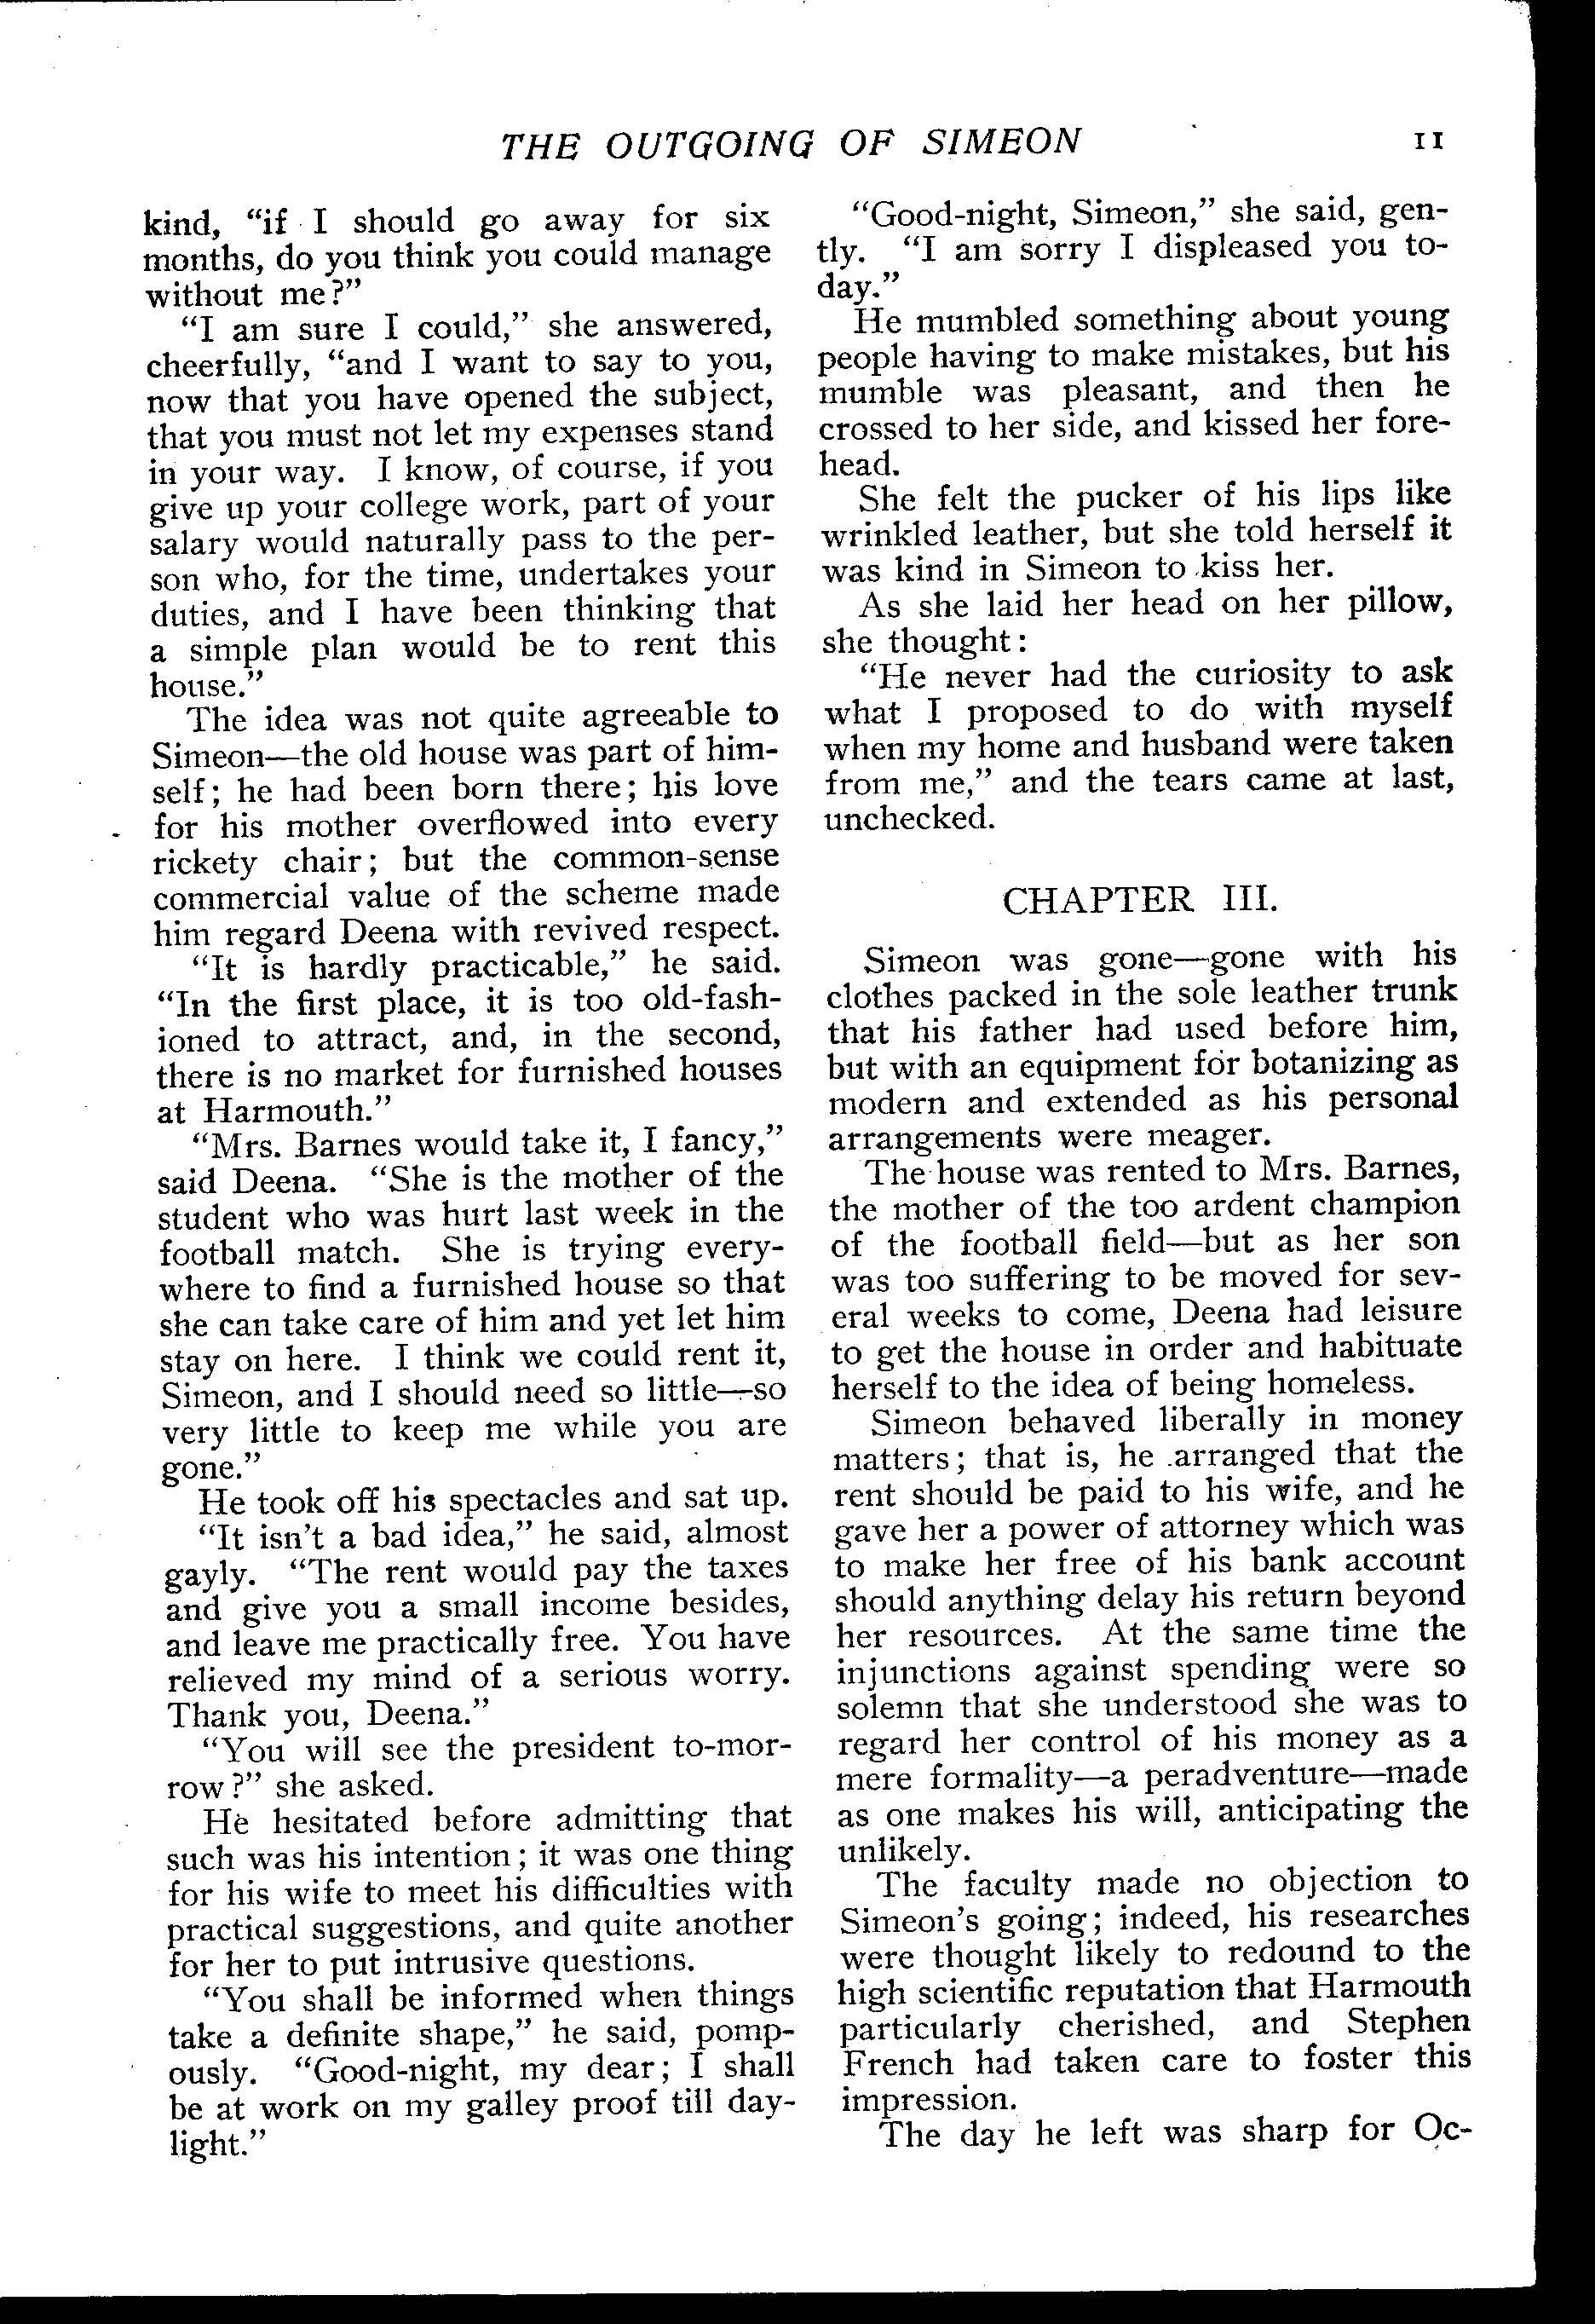 THE OUTGOING OF SIMEON 11
kind, “if I should go away for six
months, do you think you could manage
without me?”
“I am sure I could,” she answered,
cheerfully, “and I want to say to you,
now that you have opened the subject,
that you must not let my expenses stand
in your way. I know, of course, if you
give up your college work, part of your
salary would naturally pass to the per-
son who, for the time, undertakes your
duties, and I have been thinking that
a simple plan would be to rent this
house.”
The idea was not quite agreeable to
Simeon—the old house was part of him-
self; he had been born there; his love
for his mother overflowed into every
rickety chair; but the common-sense
commercial value of the scheme made
him regard Deena with revived respect.
“It is hardly practicable,” he said.
“In the first place, it is too old-fash-
ioned to attract, and, in the second,
there is no market for furnished houses
at Harmouth.”
“Mrs. Barnes would take it, I fancy,”
said Deena. “She is the mother of the
student who was hurt last week in the
football match. She is trying every-
where to find a furnished house so that
she can take care of him and yet let him
stay on here. I think we could rent it,
Simeon, and I should need so little—so
very little to keep me while you are
gone.”
He took off his spectacles and sat up.
“It isn’t a bad idea,” he said, almost
gayly. “The rent would pay the taxes
and give you a small income besides,
and leave me practically free. You have
relieved my mind of a serious worry.
Thank you, Deena.”
“You will see the president to-mor-
row?” she asked.
He hesitated before admitting that
such was his intention; it was one thing
for his wife to meet his difficulties with
practical suggestions, and quite another
for her to put intrusive questions.
“You shall be informed when things
take a definite shape,” he said, pomp-
ously. “Good-night, my dear; I shall
be at work on my galley proof till day-
light.”
“Good-night, Simeon,” she said, gen-
tly. “I am sorry I displeased you to-
day.”
He mumbled something about young
people having to make mistakes, but his
mumble was pleasant, and then he
crossed to her side, and kissed her fore-
head.
She felt the pucker of his lips like
wrinkled leather, but she told herself it
was kind in Simeon to kiss her.
As she laid her head on her pillow,
she thought:
“He never had the curiosity to ask
what I proposed to do with myself
when my home and husband were taken
from me,” and the tears came at last,
unchecked.
CHAPTER III.
Simeon was gone—gone with his
clothes packed in the sole leather trunk
that his father had used before him,
but with an equipment for botanizing as
modern and extended as his personal
arrangements were meager.
The house was rented to Mrs. Barnes,
the mother of the too ardent champion
of the football field—but as her son
was too suffering to be moved for sev-
eral weeks to come, Deena had leisure
to get the house in order and habituate
herself to the idea of being homeless.
Simeon behaved liberally in money
matters; that is, he arranged that the
rent should be paid to his wife, and he
gave her a power of attorney which was
to make her free of his bank account
should anything delay his return beyond
her resources. At the same time the
injunctions against spending were so
solemn that she understood she was to
regard her control of his money as a
mere formality—a peradventure—made
as one makes his will, anticipating the
unlikely.
The faculty made no objection to
Simeon’s going; indeed, his researches
were thought likely to redound to the
high scientific reputation that Harmouth
particularly cherished, and Stephen
French had taken care to foster this
impression.
The day he left was sharp for Oc-